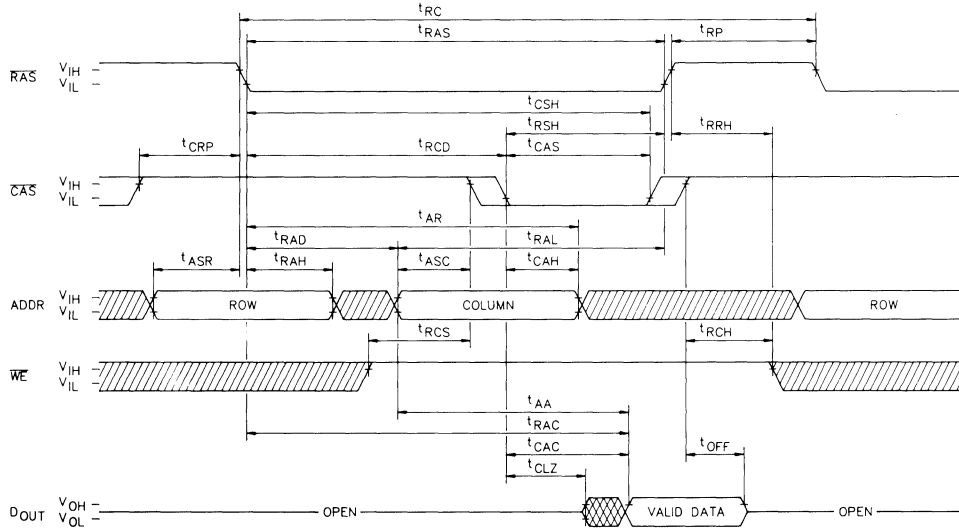 tRC
tRAS tRP
RAS VIH
VIL
tCSH
tRSH
tCRP tRCD tCAS tRRH
CAS VIH
VIL
tAR
tRAD tRAL
tASR tRAH tASC tCAH
ADDR VIH
VIL
ROW COLUMN ROW
tRCS tRCH
WE VIH
VIL
tAA
tRAC
tCAC tOFF
tCLZ
DOUT VOH
VOL
OPEN VALID DATA OPEN